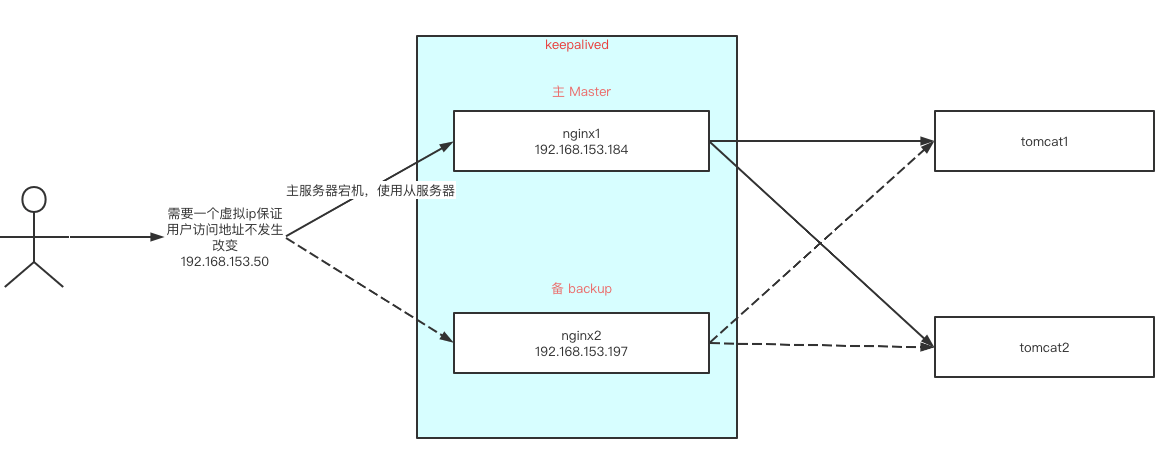 keepalived
主 Master
nginx1
192.168.153.184
tomcat1
主服务器宕机，使用从服务器
需要一个虚拟ip保证
用户访问地址不发生
改变
192.168.153.50
备 backup
nginx2
192.168.153.197
tomcat2